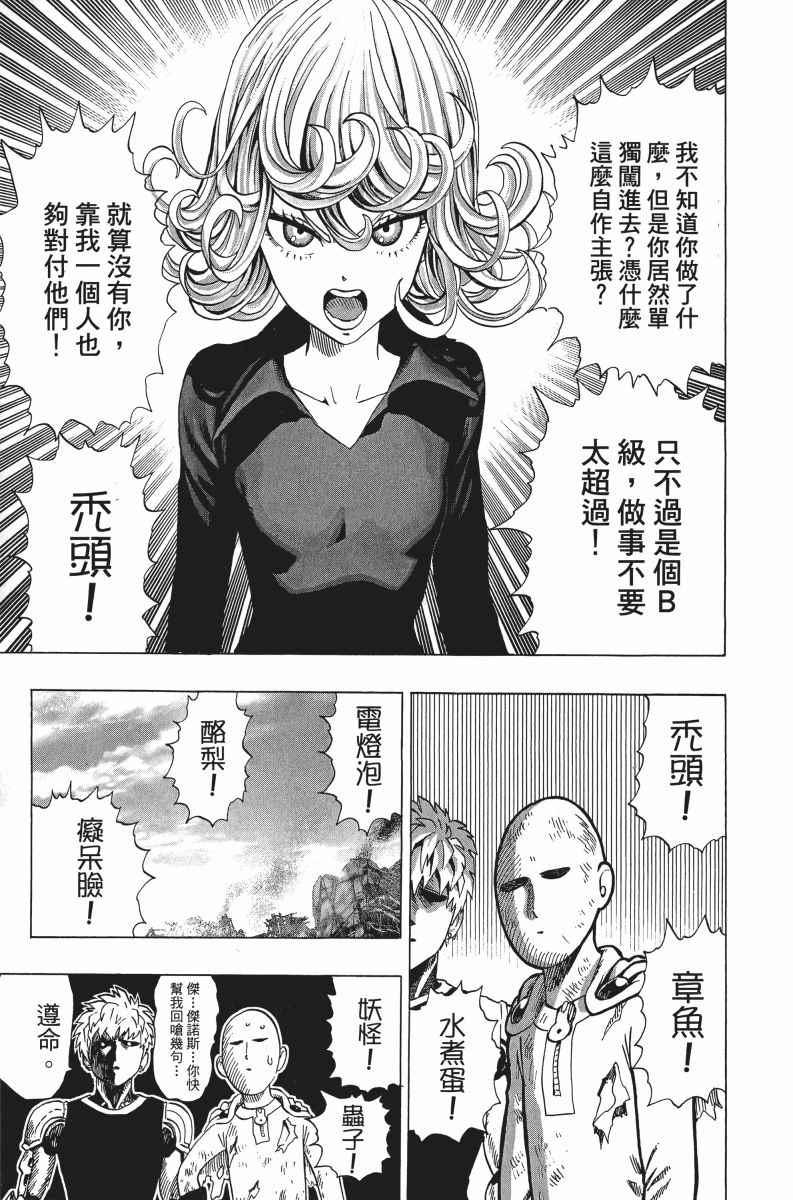 我不知道你做了什
麼，但是你居然單
獨闖進去？憑什麼
這麼自作主張？
就算沒有你，
靠我一個人也
夠對付他們！
只不過是個B
級，做事不要
太超過！
禿頭！
禿頭！
章魚！
水煮蛋！
電燈泡！
酪梨！
癡呆臉！
妖怪！
蟲子！
傑…傑諾斯…你快
幫我回嗆幾句…
遵命。